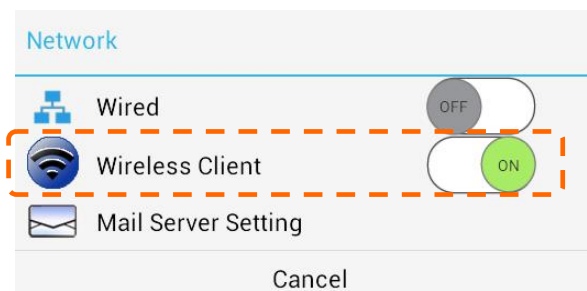 Network
Wired OFF
Wireless Client ON
Mail Server Setting
Cancel